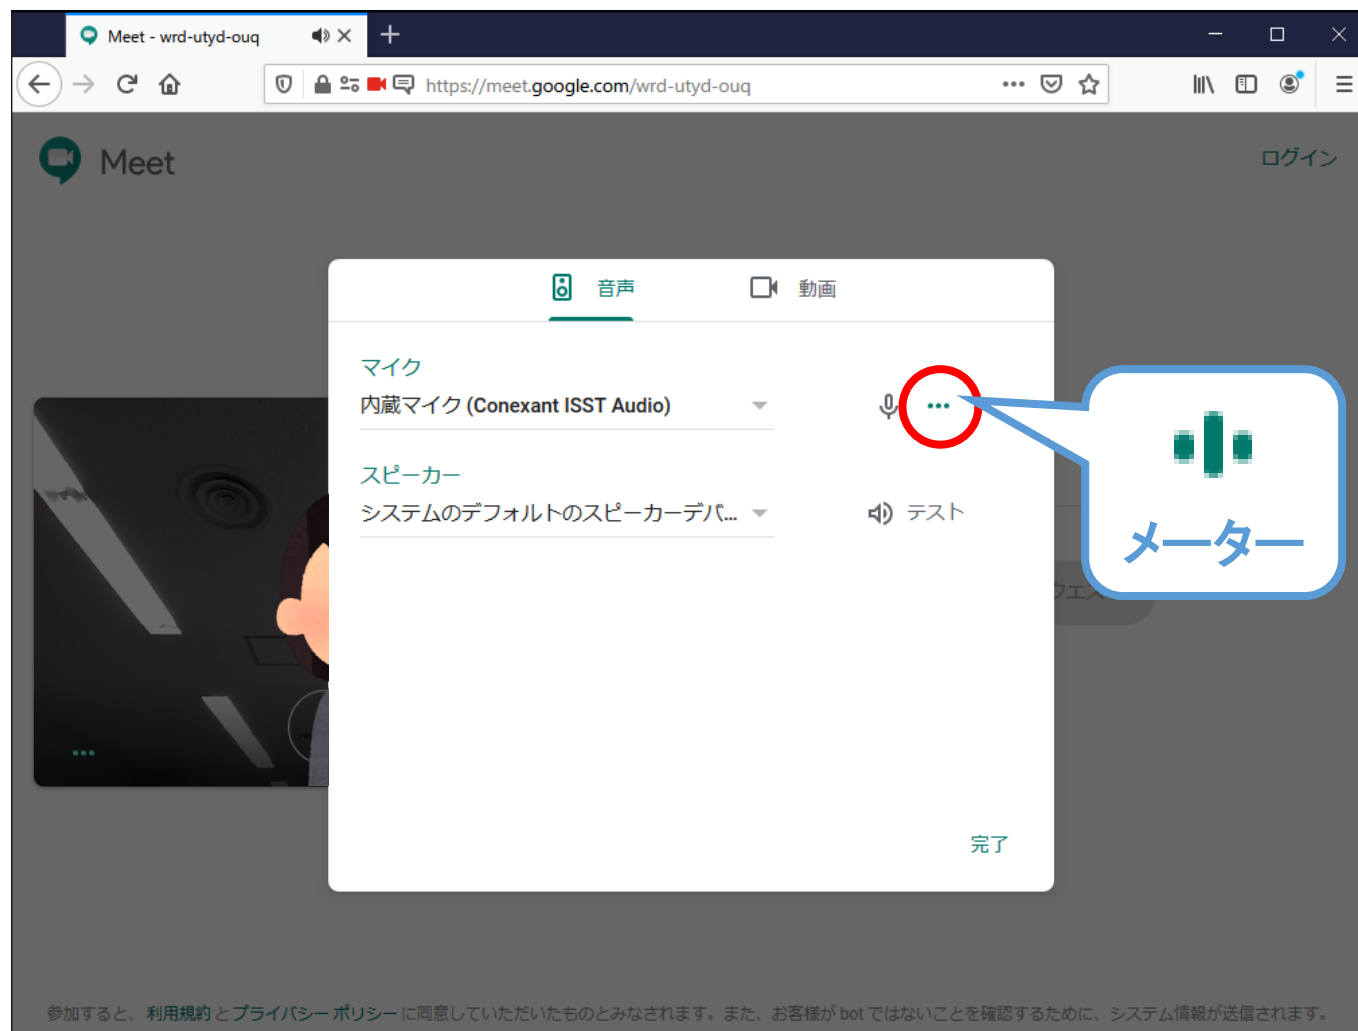 Meet - wrd-utyd-ouq
https://meet.google.com/wrd-utyd-ouq
Meet
ログイン
音声
動画
マイク
内蔵マイク (Conexant ISST Audio)
スピーカー
システムのデフォルトのスピーカーデバ...
テスト
メーター
クエス
完了
参加すると、利用規約とプライバシー ポリシーに同意していただいたものとみなされます。また、お客様が bot ではないことを確認するために、システム情報が送信されます。